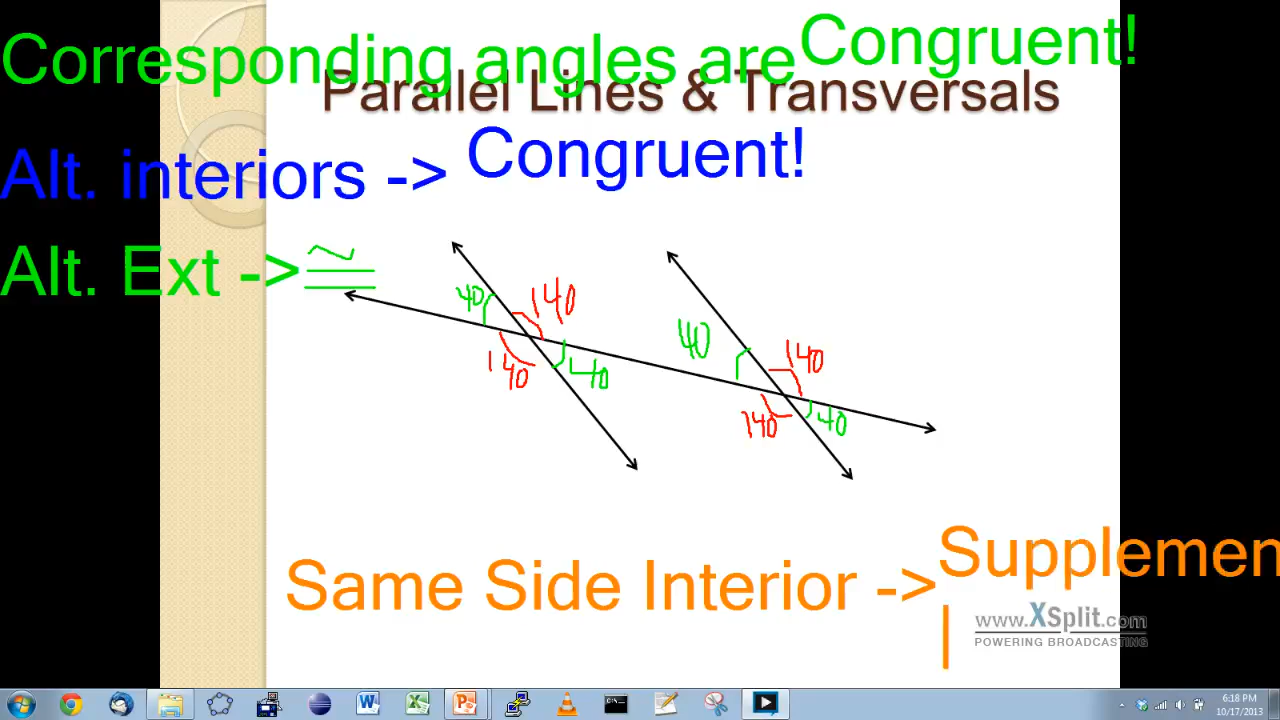 Corresponding angles are Congruent!
Parallel Lines & Transversals
Alt. interiors -> Congruent!
Alt. Ext -> ≅
40 140
140 40
40 140
140 40
Same Side Interior -> Supplemen
www.XSplit.com
POWERING BROADCASTING
6:18 PM
10/17/2013